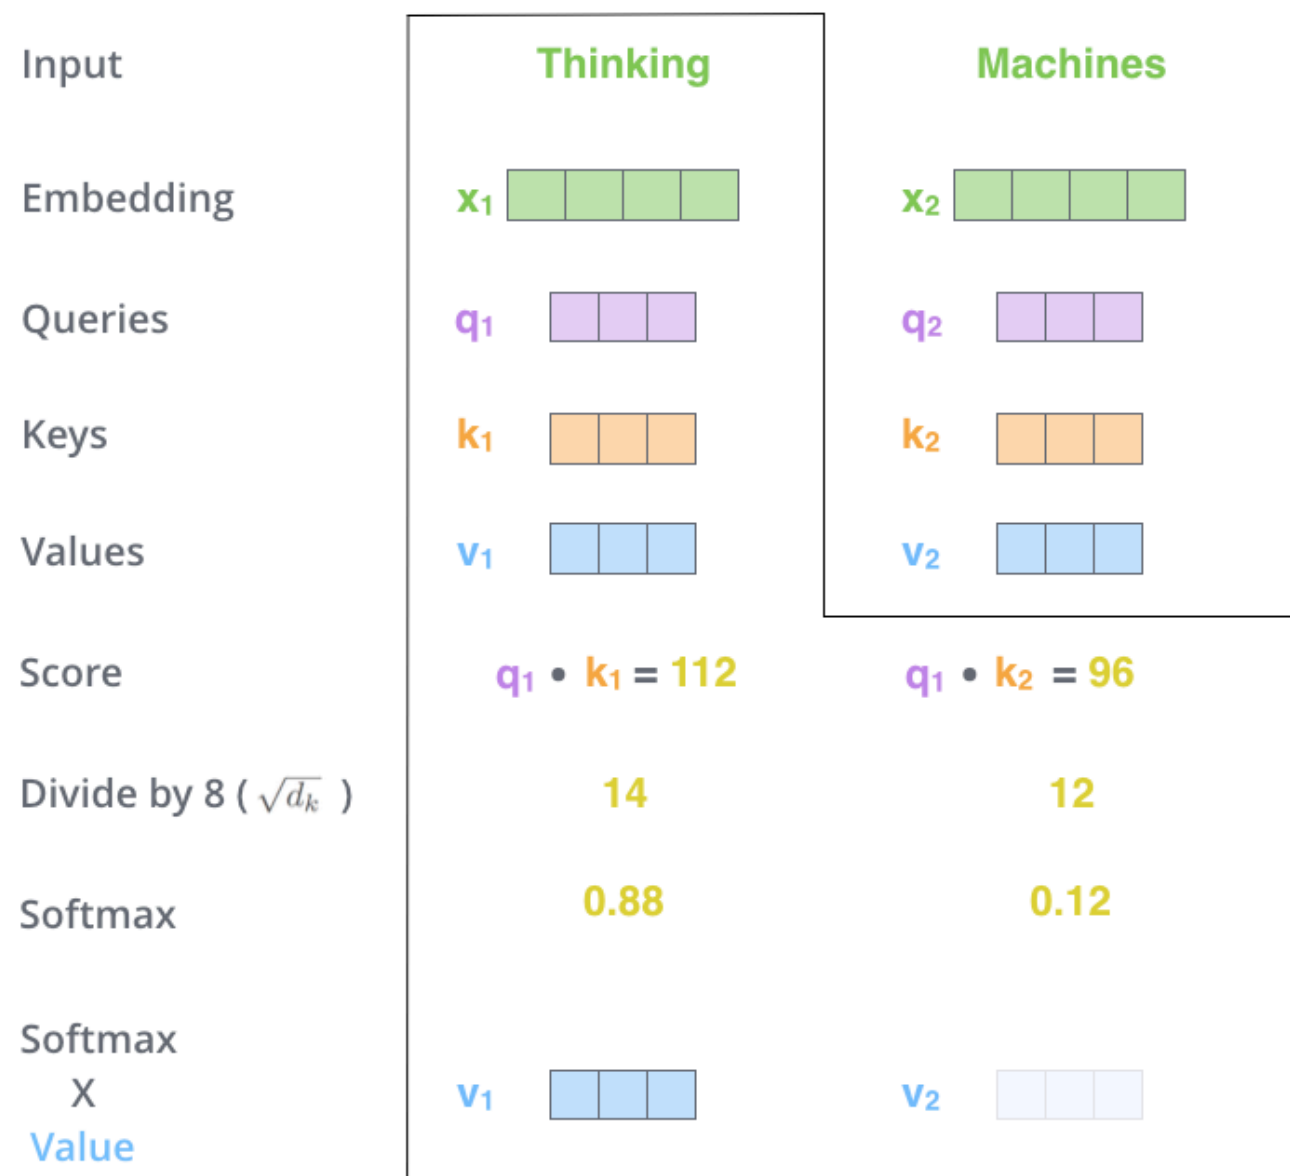 Input Thinking Machines
Embedding x₁ x₂
Queries q₁ q₂
Keys k₁ k₂
Values v₁ v₂
Score q₁ • k₁ = 112 q₁ • k₂ = 96
Divide by 8 ( √dₖ ) 14 12
Softmax 0.88 0.12
Softmax
X
v₁ v₂
Value